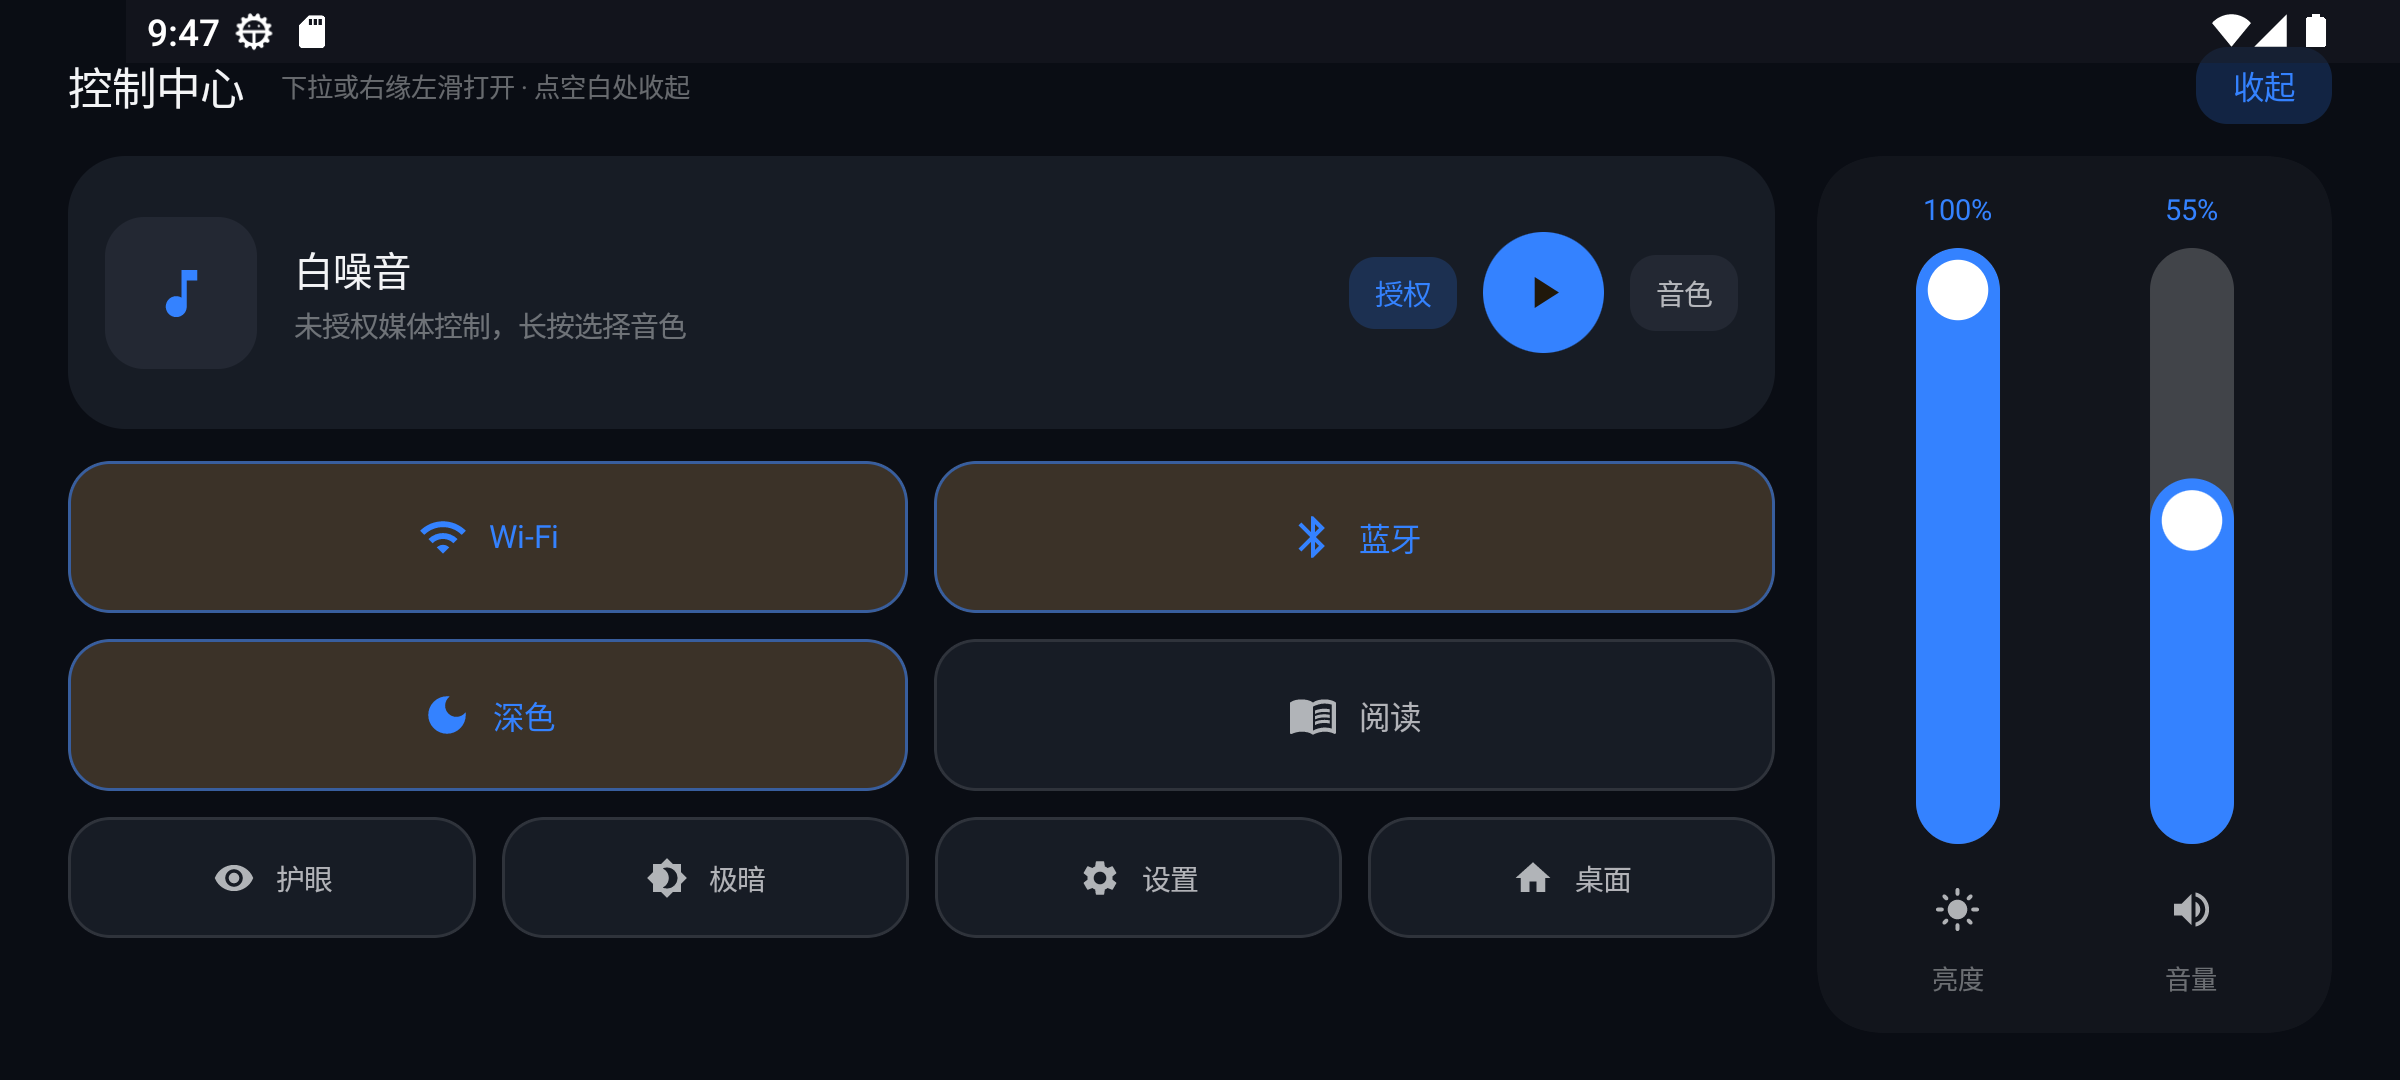 9:47
控制中心
下拉或右缘左滑打开 · 点空白处收起
收起
白噪音
未授权媒体控制，长按选择音色
授权
音色
100%
55%
Wi-Fi
蓝牙
深色
阅读
护眼
极暗
设置
桌面
亮度
音量